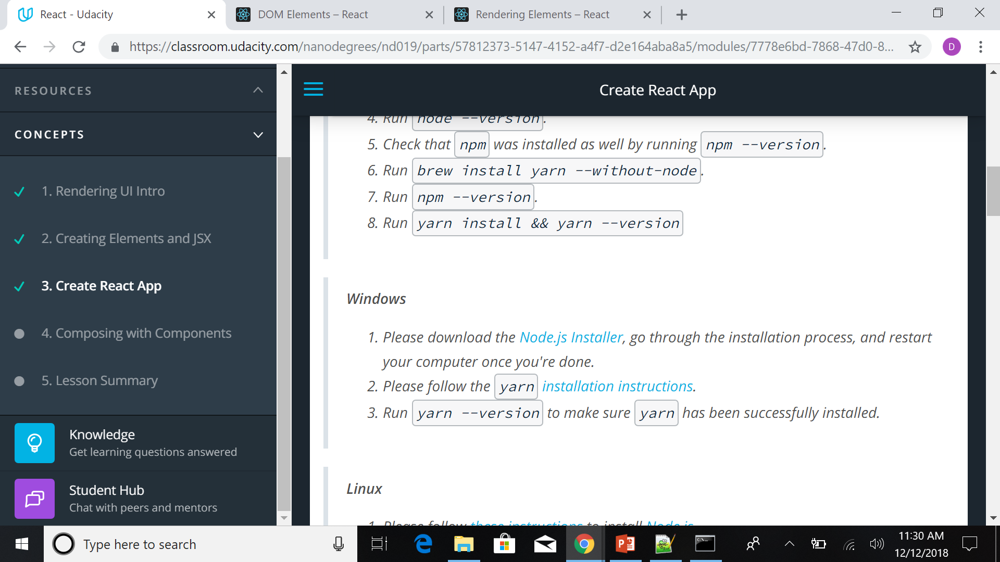 React - Udacity
DOM Elements – React
Rendering Elements – React
https://classroom.udacity.com/nanodegrees/nd019/parts/57812373-5147-4152-a4f7-d2e164aba8a5/modules/7778e6bd-7868-47d0-8...
D
RESOURCES
CONCEPTS
1. Rendering UI Intro
2. Creating Elements and JSX
3. Create React App
4. Composing with Components
5. Lesson Summary
Knowledge
Get learning questions answered
Student Hub
Chat with peers and mentors
Create React App
4. Run node --version.
5. Check that npm was installed as well by running npm --version.
6. Run brew install yarn --without-node.
7. Run npm --version.
8. Run yarn install && yarn --version
Windows
1. Please download the Node.js Installer, go through the installation process, and restart
your computer once you're done.
2. Please follow the yarn installation instructions.
3. Run yarn --version to make sure yarn has been successfully installed.
Linux
1. Please follow these instructions to install Node.js.
Type here to search
11:30 AM
12/12/2018